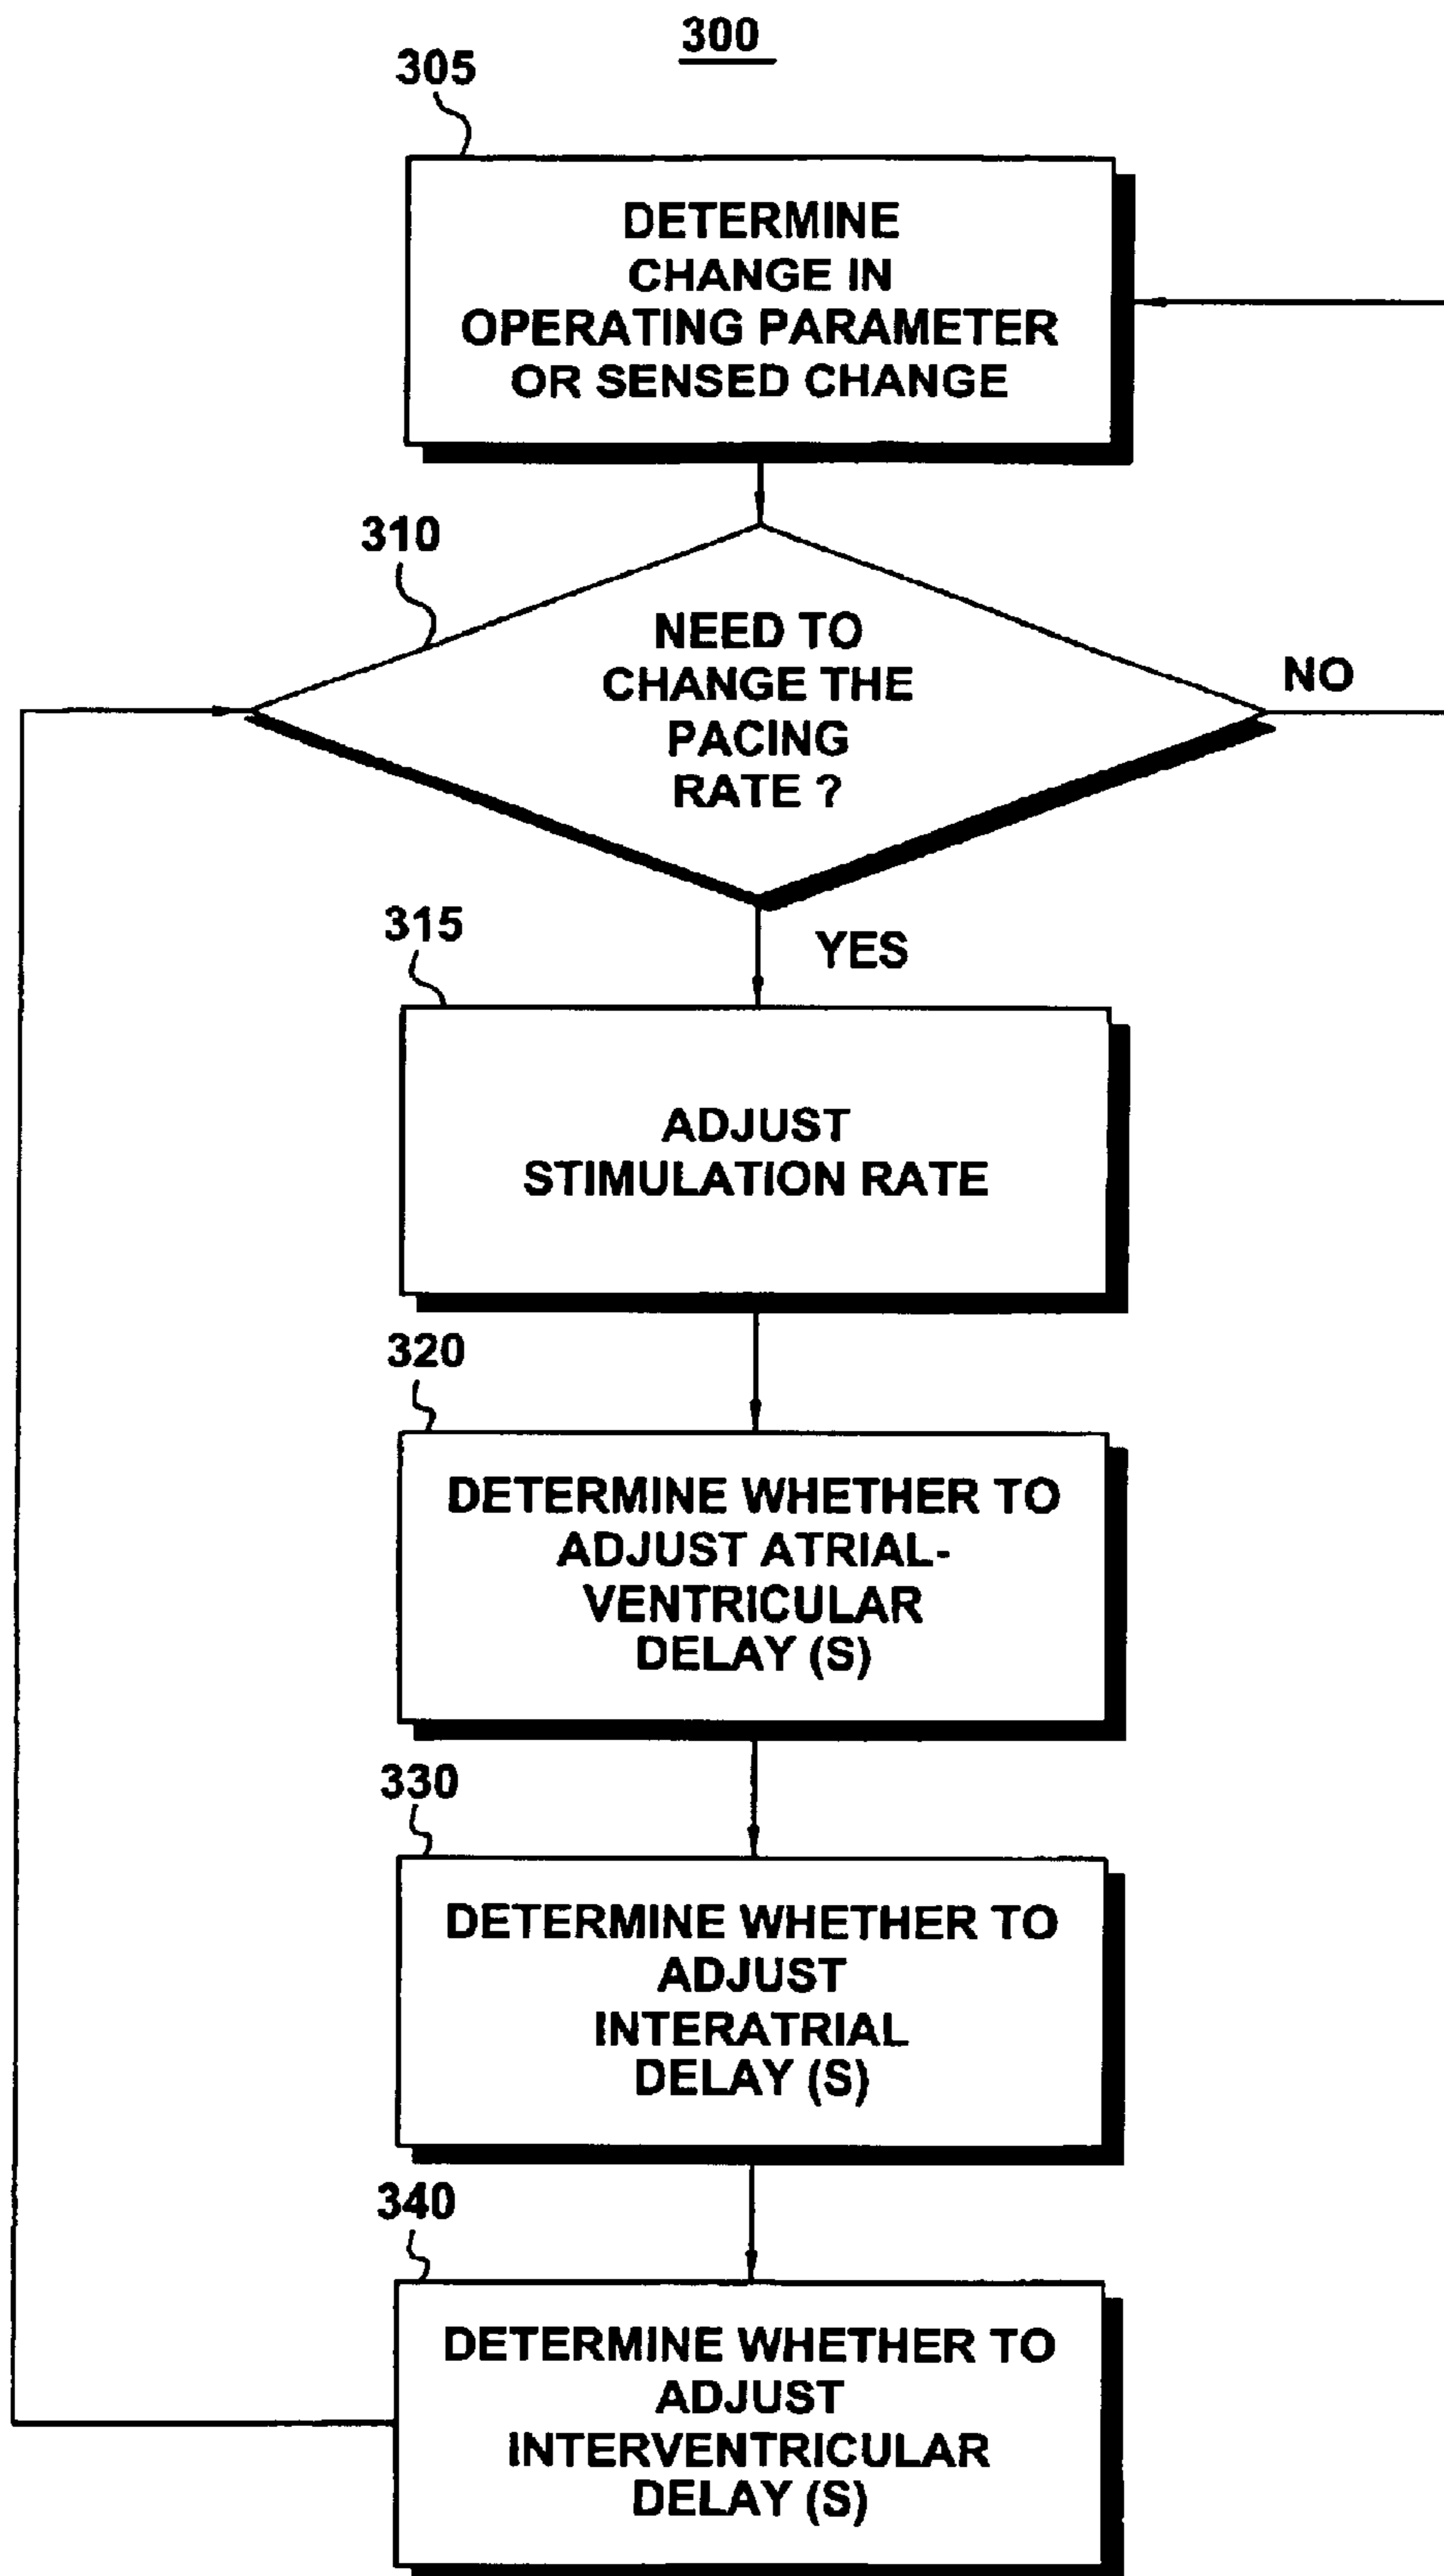 300
305
DETERMINE
CHANGE IN
OPERATING PARAMETER
OR SENSED CHANGE
310
NEED TO
CHANGE THE
PACING
RATE ?
NO
YES
315
ADJUST
STIMULATION RATE
320
DETERMINE WHETHER TO
ADJUST ATRIAL-
VENTRICULAR
DELAY (S)
330
DETERMINE WHETHER TO
ADJUST
INTERATRIAL
DELAY (S)
340
DETERMINE WHETHER TO
ADJUST
INTERVENTRICULAR
DELAY (S)